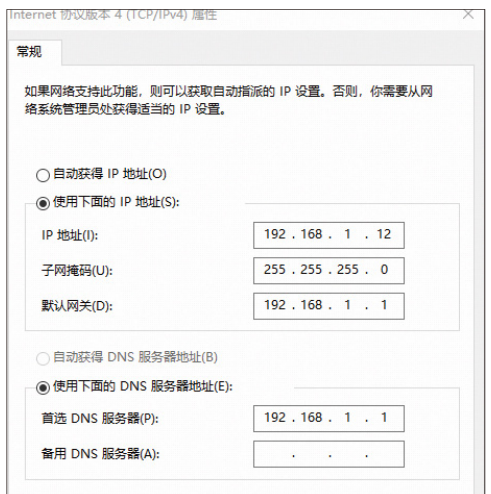 Internet 协议版本 4 (TCP/IPv4) 属性
常规
如果网络支持此功能，则可以获取自动指派的 IP 设置。否则，你需要从网
络系统管理员处获得适当的 IP 设置。
自动获得 IP 地址(O)
使用下面的 IP 地址(S):
IP 地址(I): 192 . 168 . 1 . 12
子网掩码(U): 255 . 255 . 255 . 0
默认网关(D): 192 . 168 . 1 . 1
自动获得 DNS 服务器地址(B)
使用下面的 DNS 服务器地址(E):
首选 DNS 服务器(P): 192 . 168 . 1 . 1
备用 DNS 服务器(A): . . .